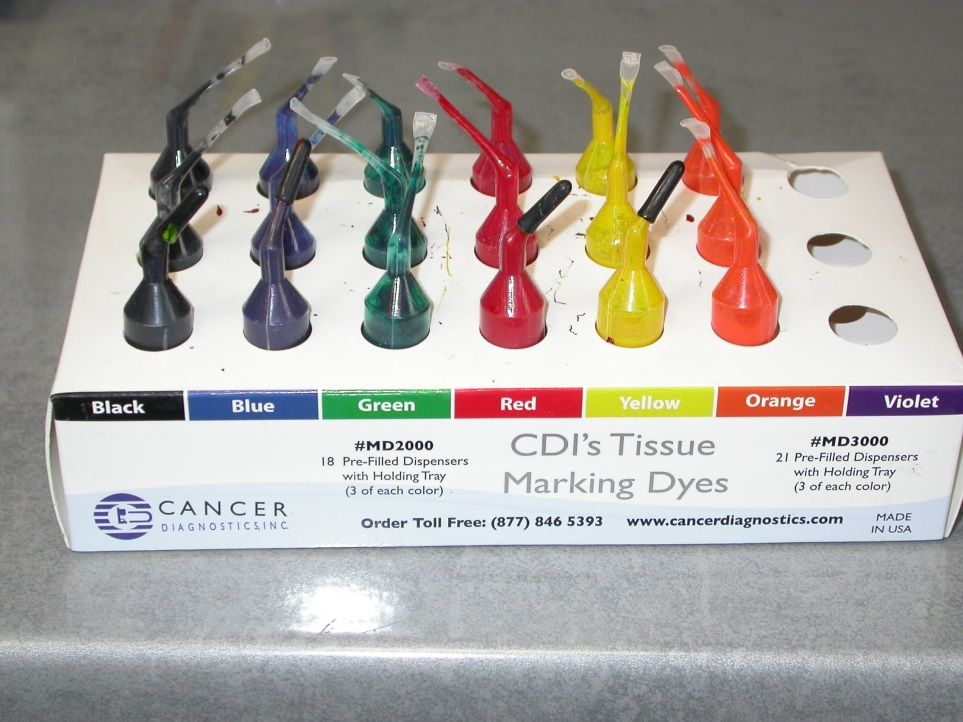 Black Blue Green Red Yellow Orange Violet
#MD2000
18 Pre-Filled Dispensers
with Holding Tray
(3 of each color)
CDI's Tissue
Marking Dyes
#MD3000
21 Pre-Filled Dispensers
with Holding Tray
(3 of each color)
CANCER
DIAGNOSTICS, INC.
Order Toll Free: (877) 846 5393 www.cancerdiagnostics.com
MADE
IN USA